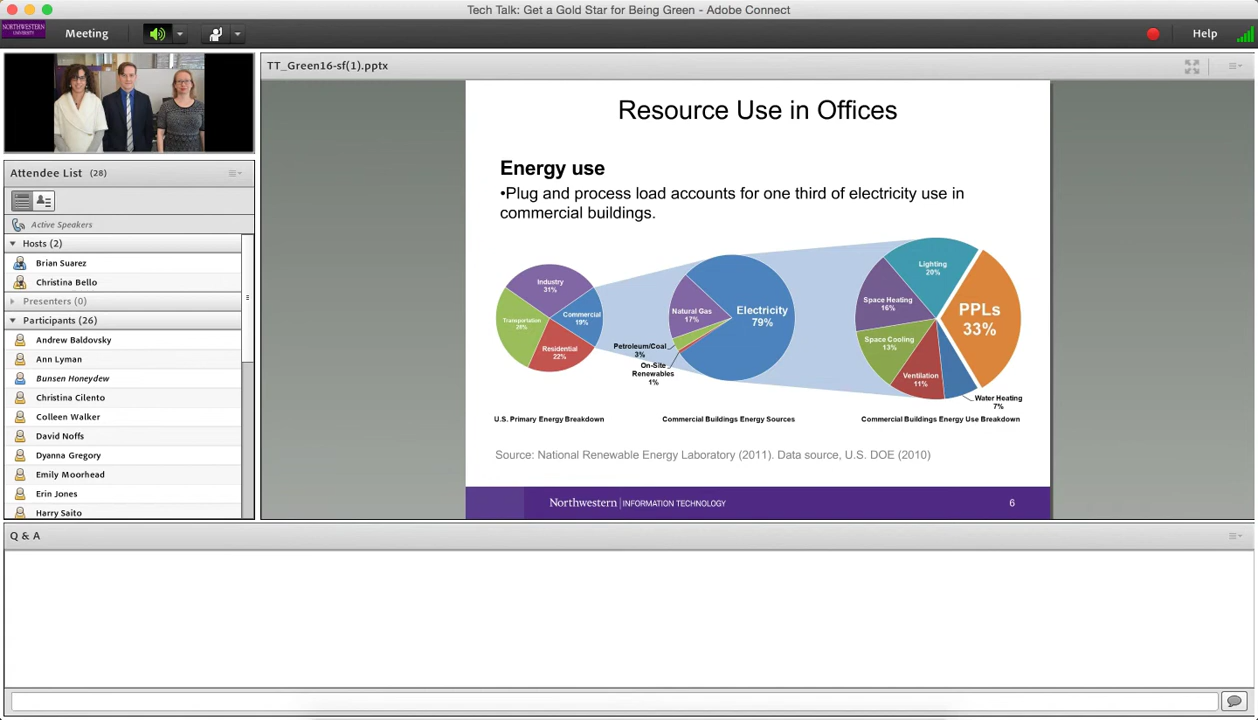 Tech Talk: Get a Gold Star for Being Green - Adobe Connect
NORTHWESTERN
UNIVERSITY
Meeting
Help
TT_Green16-sf(1).pptx
Attendee List (28)
Active Speakers
Hosts (2)
Brian Suarez
Christina Bello
Presenters (0)
Participants (26)
Andrew Baldovsky
Ann Lyman
Bunsen Honeydew
Christina Cilento
Colleen Walker
David Noffs
Dyanna Gregory
Emily Moorhead
Erin Jones
Harry Saito
Resource Use in Offices
Energy use
•Plug and process load accounts for one third of electricity use in
commercial buildings.
Industry
31%
Commercial
19%
Residential
22%
Transportation
28%
U.S. Primary Energy Breakdown
Electricity
79%
Natural Gas
17%
Petroleum/Coal
3%
On-Site
Renewables
1%
Commercial Buildings Energy Sources
Lighting
20%
PPLs
33%
Space Heating
16%
Space Cooling
13%
Ventilation
11%
Water Heating
7%
Commercial Buildings Energy Use Breakdown
Source: National Renewable Energy Laboratory (2011). Data source, U.S. DOE (2010)
Northwestern | INFORMATION TECHNOLOGY
6
Q & A